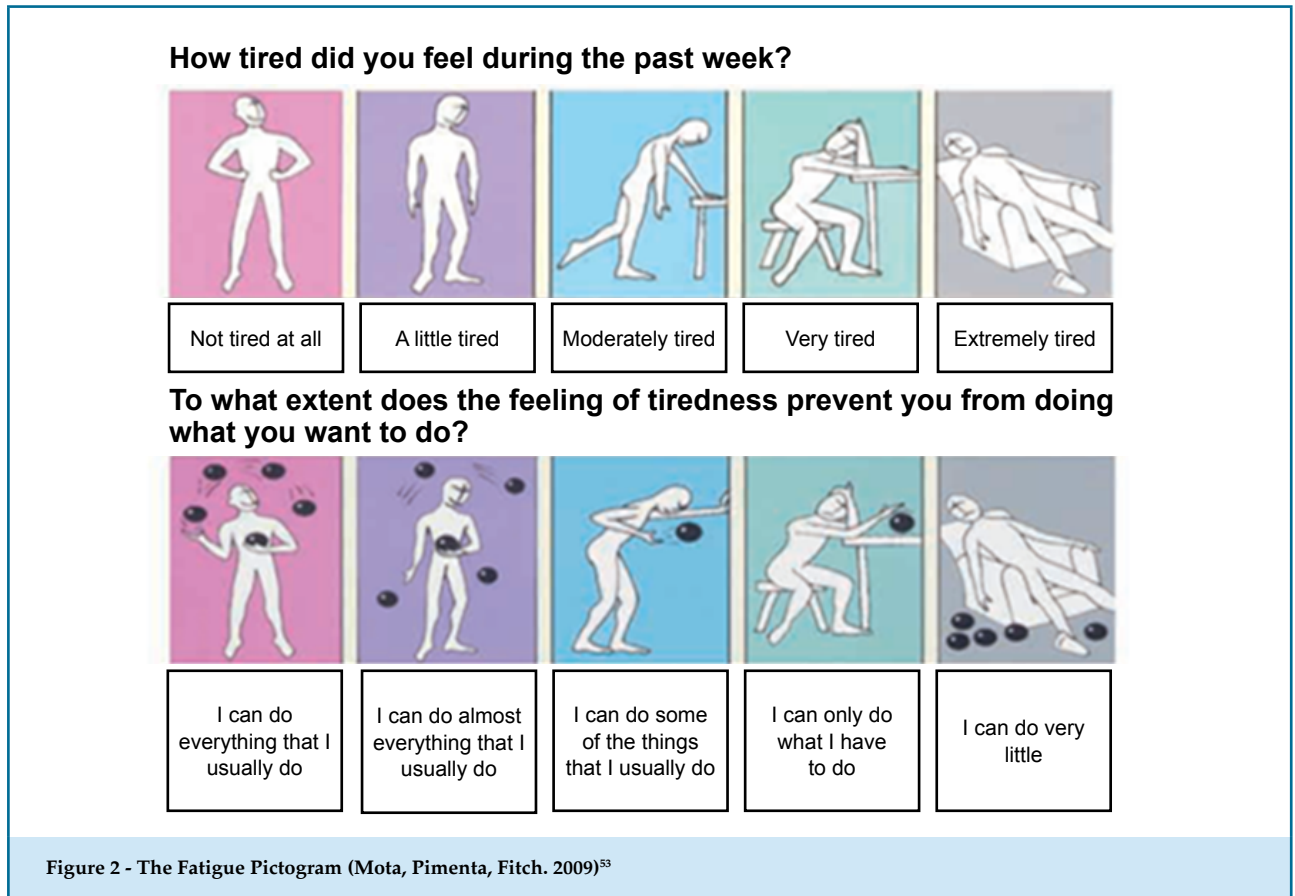 How tired did you feel during the past week?
Not tired at all
A little tired
Moderately tired
Very tired
Extremely tired
To what extent does the feeling of tiredness prevent you from doing
what you want to do?
I can do
everything that I
usually do
I can do almost
everything that I
usually do
I can do some
of the things
that I usually do
I can only do
what I have
to do
I can do very
little
Figure 2 - The Fatigue Pictogram (Mota, Pimenta, Fitch. 2009)⁵³